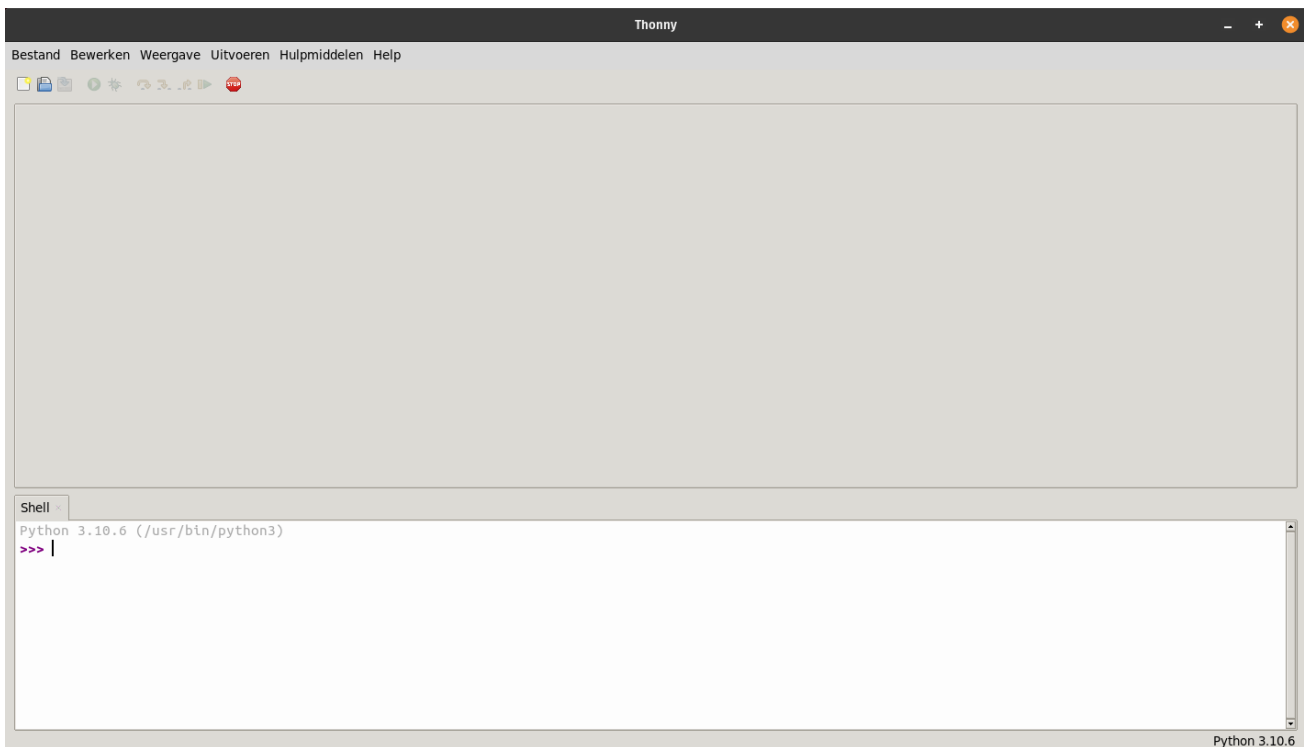 Thonny
Bestand Bewerken Weergave Uitvoeren Hulpmiddelen Help
STOP
Shell
Python 3.10.6 (/usr/bin/python3)
>>>
Python 3.10.6